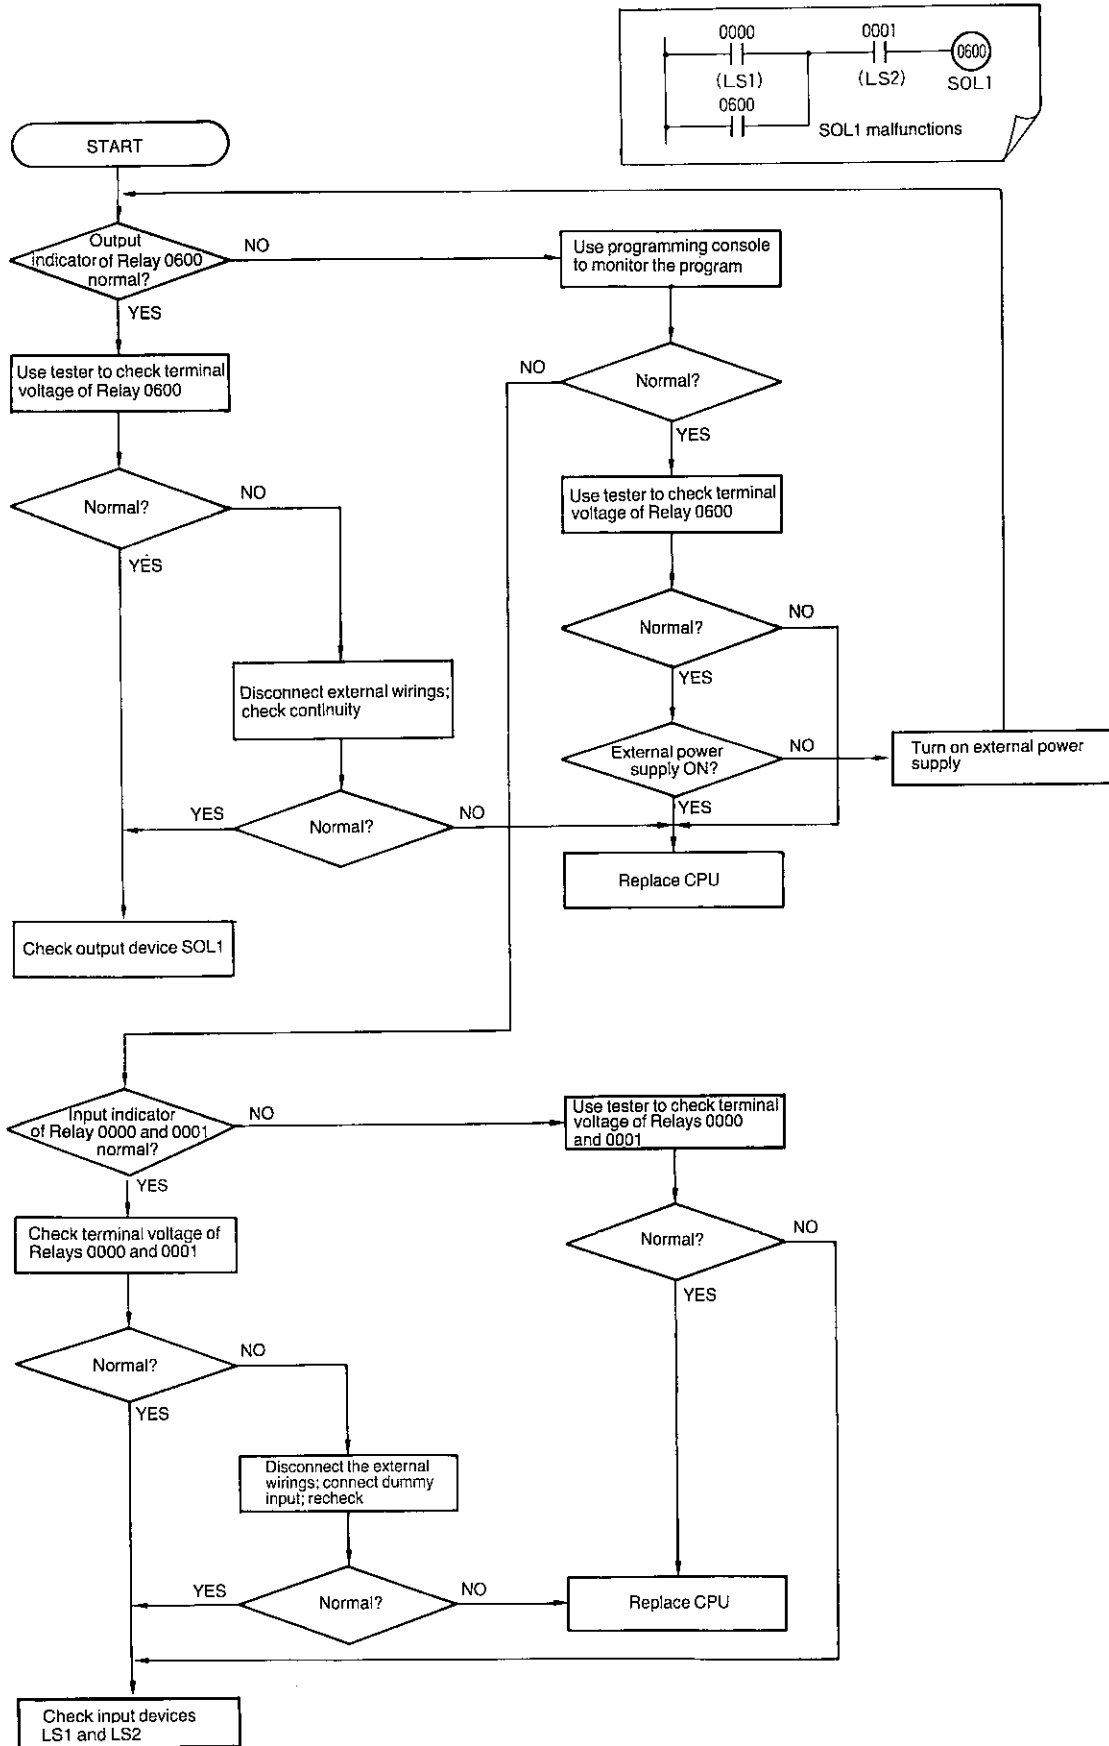 0000
0001
0600
(LS1)
(LS2)
SOL1
0600
SOL1 malfunctions
START
Output
indicator of Relay 0600
normal?
NO
YES
Use programming console
to monitor the program
Use tester to check terminal
voltage of Relay 0600
NO
Normal?
YES
Normal?
NO
YES
Use tester to check terminal
voltage of Relay 0600
Normal?
NO
YES
Disconnect external wirings;
check continuity
External power
supply ON?
NO
YES
Turn on external power
supply
YES
Normal?
NO
Replace CPU
Check output device SOL1
Input indicator
of Relay 0000 and 0001
normal?
NO
YES
Use tester to check terminal
voltage of Relays 0000
and 0001
Check terminal voltage of
Relays 0000 and 0001
Normal?
NO
YES
Normal?
NO
YES
Disconnect the external
wirings; connect dummy
input; recheck
YES
Normal?
NO
Replace CPU
Check input devices
LS1 and LS2